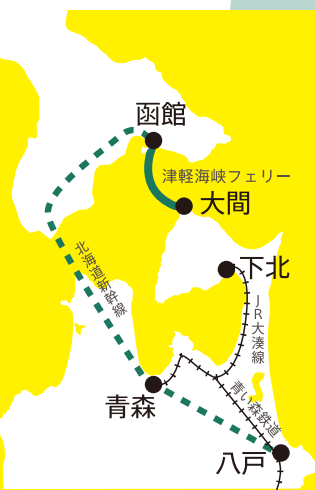 函館
津軽海峡フェリー
大間
北海道新幹線
下北
JR大湊線
青森
青い森鉄道
八戸